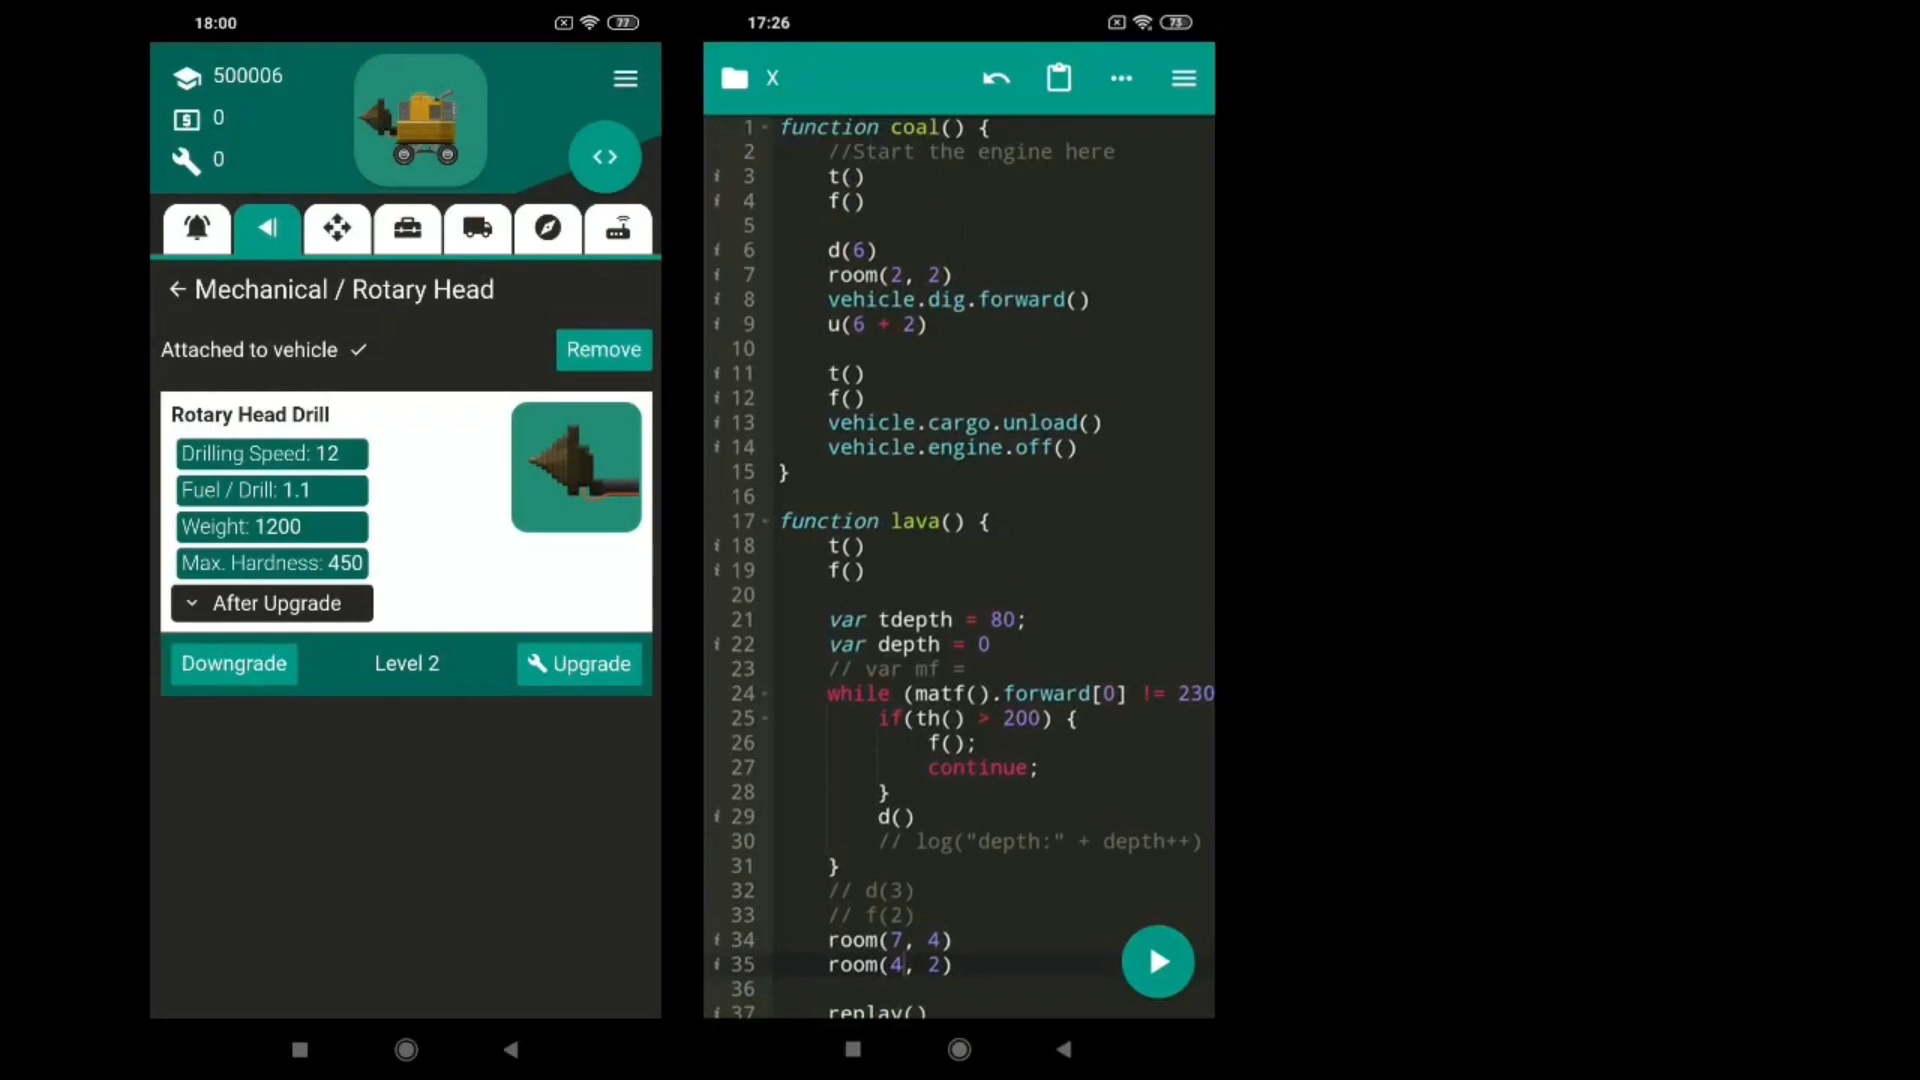 18:00
77
500006
0
0
<>
← Mechanical / Rotary Head
Attached to vehicle ✓
Remove
Rotary Head Drill
Drilling Speed: 12
Fuel / Drill: 1.1
Weight: 1200
Max. Hardness: 450
After Upgrade
Downgrade
Level 2
Upgrade
17:26
73
X
1 function coal() {
2 //Start the engine here
3 t()
4 f()
5
6 d(6)
7 room(2, 2)
8 vehicle.dig.forward()
9 u(6 + 2)
10
11 t()
12 f()
13 vehicle.cargo.unload()
14 vehicle.engine.off()
15 }
16
17 function lava() {
18 t()
19 f()
20
21 var tdepth = 80;
22 var depth = 0
23 // var mf =
24 while (matf().forward[0] != 230
25 if(th() > 200) {
26 f();
27 continue;
28 }
29 d()
30 // log("depth:" + depth++)
31 }
32 // d(3)
33 // f(2)
34 room(7, 4)
35 room(4, 2)
36
37 replay()